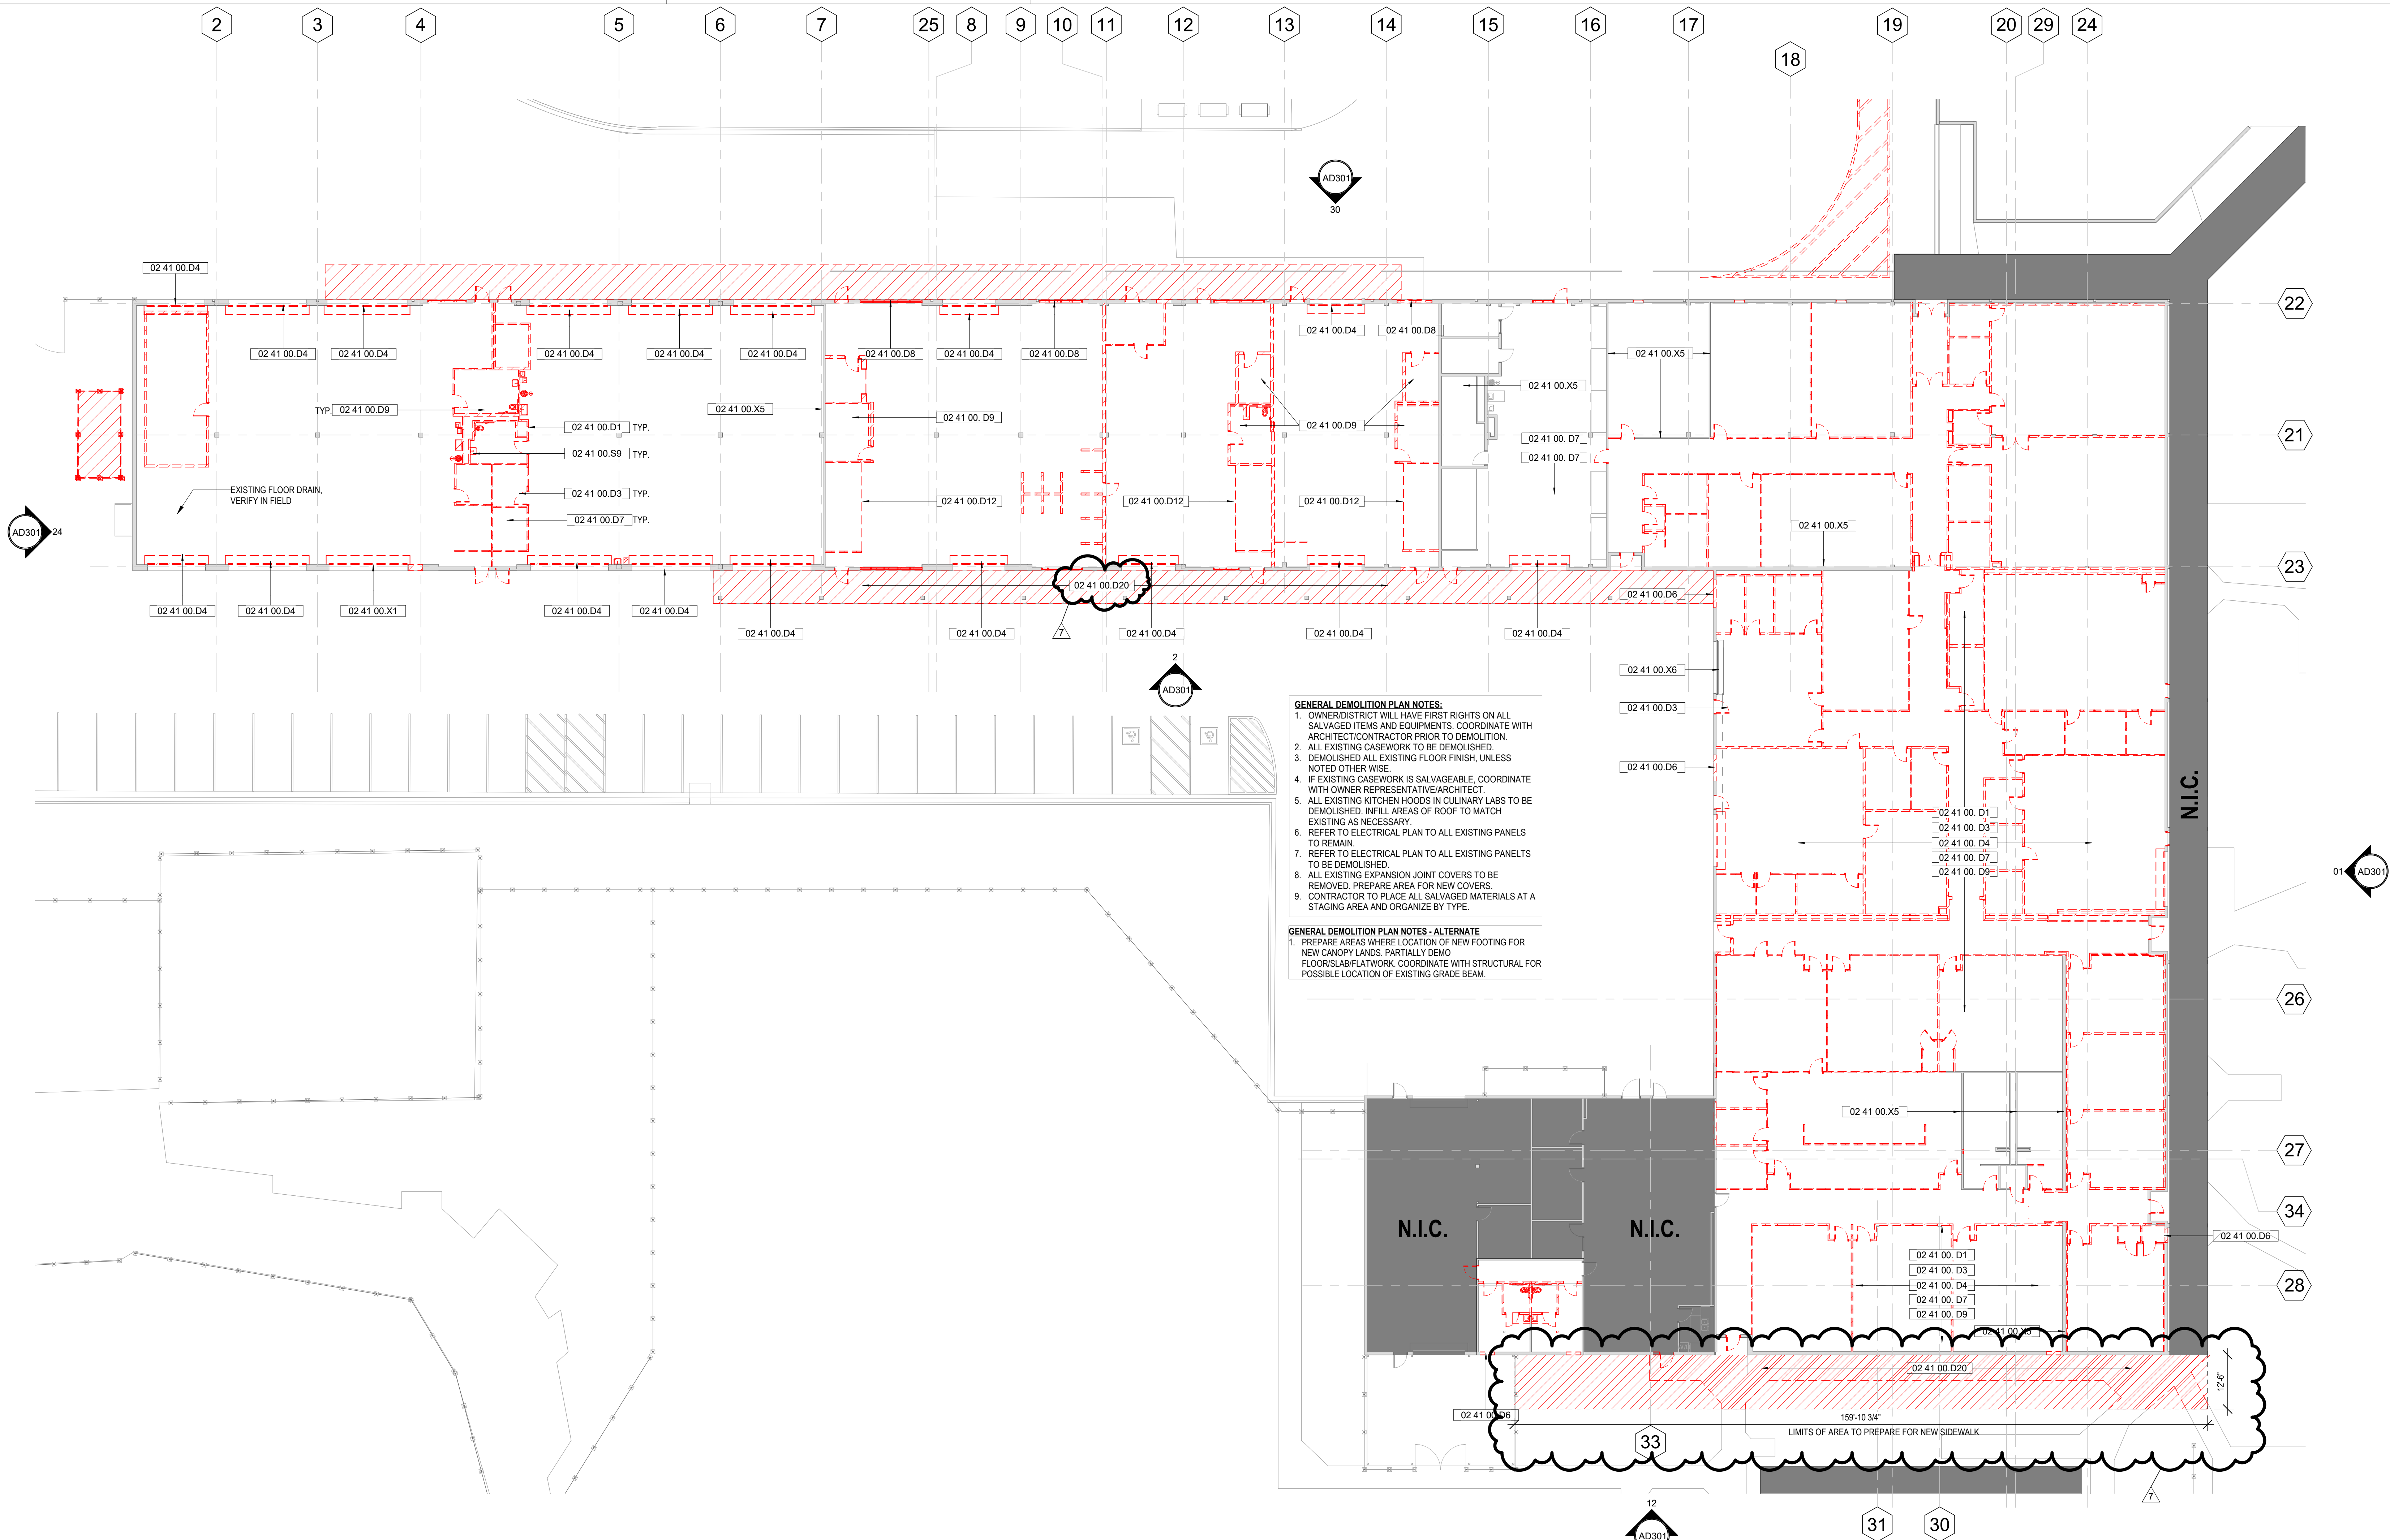 2
3
4
5
6
7
25
8
9
10
11
12
13
14
15
16
17
18
19
20
29
24
AD301
30
02 41 00.D4
22
02 41 00.D4
02 41 00.D4
02 41 00.D4
02 41 00.D4
02 41 00.D4
02 41 00.D8
02 41 00.D4
02 41 00.D8
02 41 00.D4
02 41 00.D8
02 41 00.X5
02 41 00.X5
TYP. 02 41 00.D9
02 41 00.X5
02 41 00. D9
02 41 00.D9
02 41 00.D1 TYP.
02 41 00. D7
21
02 41 00.S9 TYP.
02 41 00. D7
EXISTING FLOOR DRAIN,
VERIFY IN FIELD
02 41 00.D3 TYP.
02 41 00.D12
02 41 00.D12
02 41 00.D12
02 41 00.D7 TYP.
02 41 00.X5
AD301
24
23
02 41 00.D20
02 41 00.D6
02 41 00.D4
02 41 00.D4
02 41 00.X1
02 41 00.D4
02 41 00.D4
02 41 00.D4
02 41 00.D4
7
02 41 00.D4
02 41 00.D4
02 41 00.D4
2
AD301
02 41 00.X6
02 41 00.D3
02 41 00.D6
GENERAL DEMOLITION PLAN NOTES:
1. OWNER/DISTRICT WILL HAVE FIRST RIGHTS ON ALL
SALVAGED ITEMS AND EQUIPMENTS. COORDINATE WITH
ARCHITECT/CONTRACTOR PRIOR TO DEMOLITION.
2. ALL EXISTING CASEWORK TO BE DEMOLISHED.
3. DEMOLISHED ALL EXISTING FLOOR FINISH, UNLESS
NOTED OTHER WISE.
4. IF EXISTING CASEWORK IS SALVAGEABLE, COORDINATE
WITH OWNER REPRESENTATIVE/ARCHITECT.
5. ALL EXISTING KITCHEN HOODS IN CULINARY LABS TO BE
DEMOLISHED. INFILL AREAS OF ROOF TO MATCH
EXISTING AS NECESSARY.
6. REFER TO ELECTRICAL PLAN TO ALL EXISTING PANELS
TO REMAIN.
7. REFER TO ELECTRICAL PLAN TO ALL EXISTING PANELTS
TO BE DEMOLISHED.
8. ALL EXISTING EXPANSION JOINT COVERS TO BE
REMOVED. PREPARE AREA FOR NEW COVERS.
9. CONTRACTOR TO PLACE ALL SALVAGED MATERIALS AT A
STAGING AREA AND ORGANIZE BY TYPE.
GENERAL DEMOLITION PLAN NOTES - ALTERNATE
1. PREPARE AREAS WHERE LOCATION OF NEW FOOTING FOR
NEW CANOPY LANDS. PARTIALLY DEMO
FLOOR/SLAB/FLATWORK. COORDINATE WITH STRUCTURAL FOR
POSSIBLE LOCATION OF EXISTING GRADE BEAM.
N.I.C.
02 41 00. D1
02 41 00. D3
02 41 00. D4
02 41 00. D7
02 41 00. D9
01
AD301
26
02 41 00.X5
27
34
N.I.C.
N.I.C.
02 41 00.D6
02 41 00. D1
02 41 00. D3
02 41 00. D4
02 41 00. D7
02 41 00. D9
28
02 41 00.X5
02 41 00.D20
12'-6"
02 41 00.D6
159'-10 3/4"
LIMITS OF AREA TO PREPARE FOR NEW SIDEWALK
33
7
12
AD301
31
30